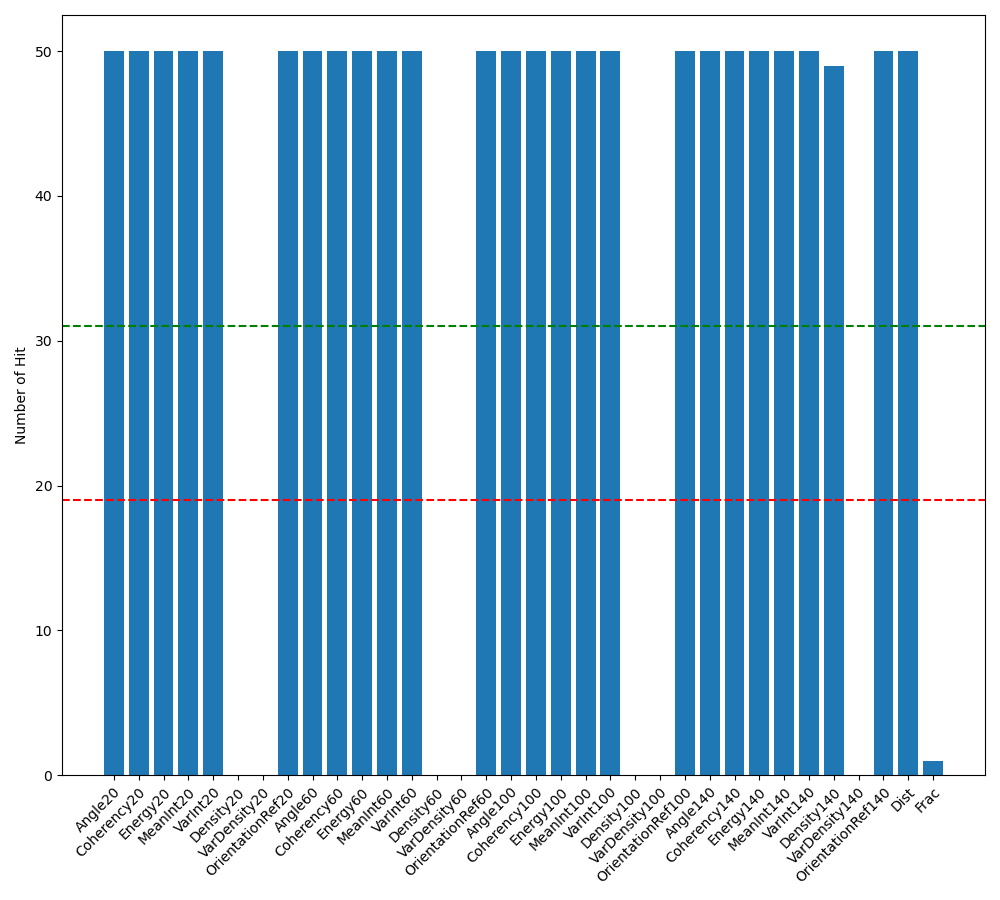 50
40
30
20
10
0
Number of Hit
Angle20
Coherency20
Energy20
MeanInt20
VarInt20
Density20
VarDensity20
OrientationRef20
Angle60
Coherency60
Energy60
MeanInt60
VarInt60
Density60
VarDensity60
OrientationRef60
Angle100
Coherency100
Energy100
MeanInt100
VarInt100
Density100
VarDensity100
OrientationRef100
Angle140
Coherency140
Energy140
MeanInt140
VarInt140
Density140
VarDensity140
OrientationRef140
Dist
Frac